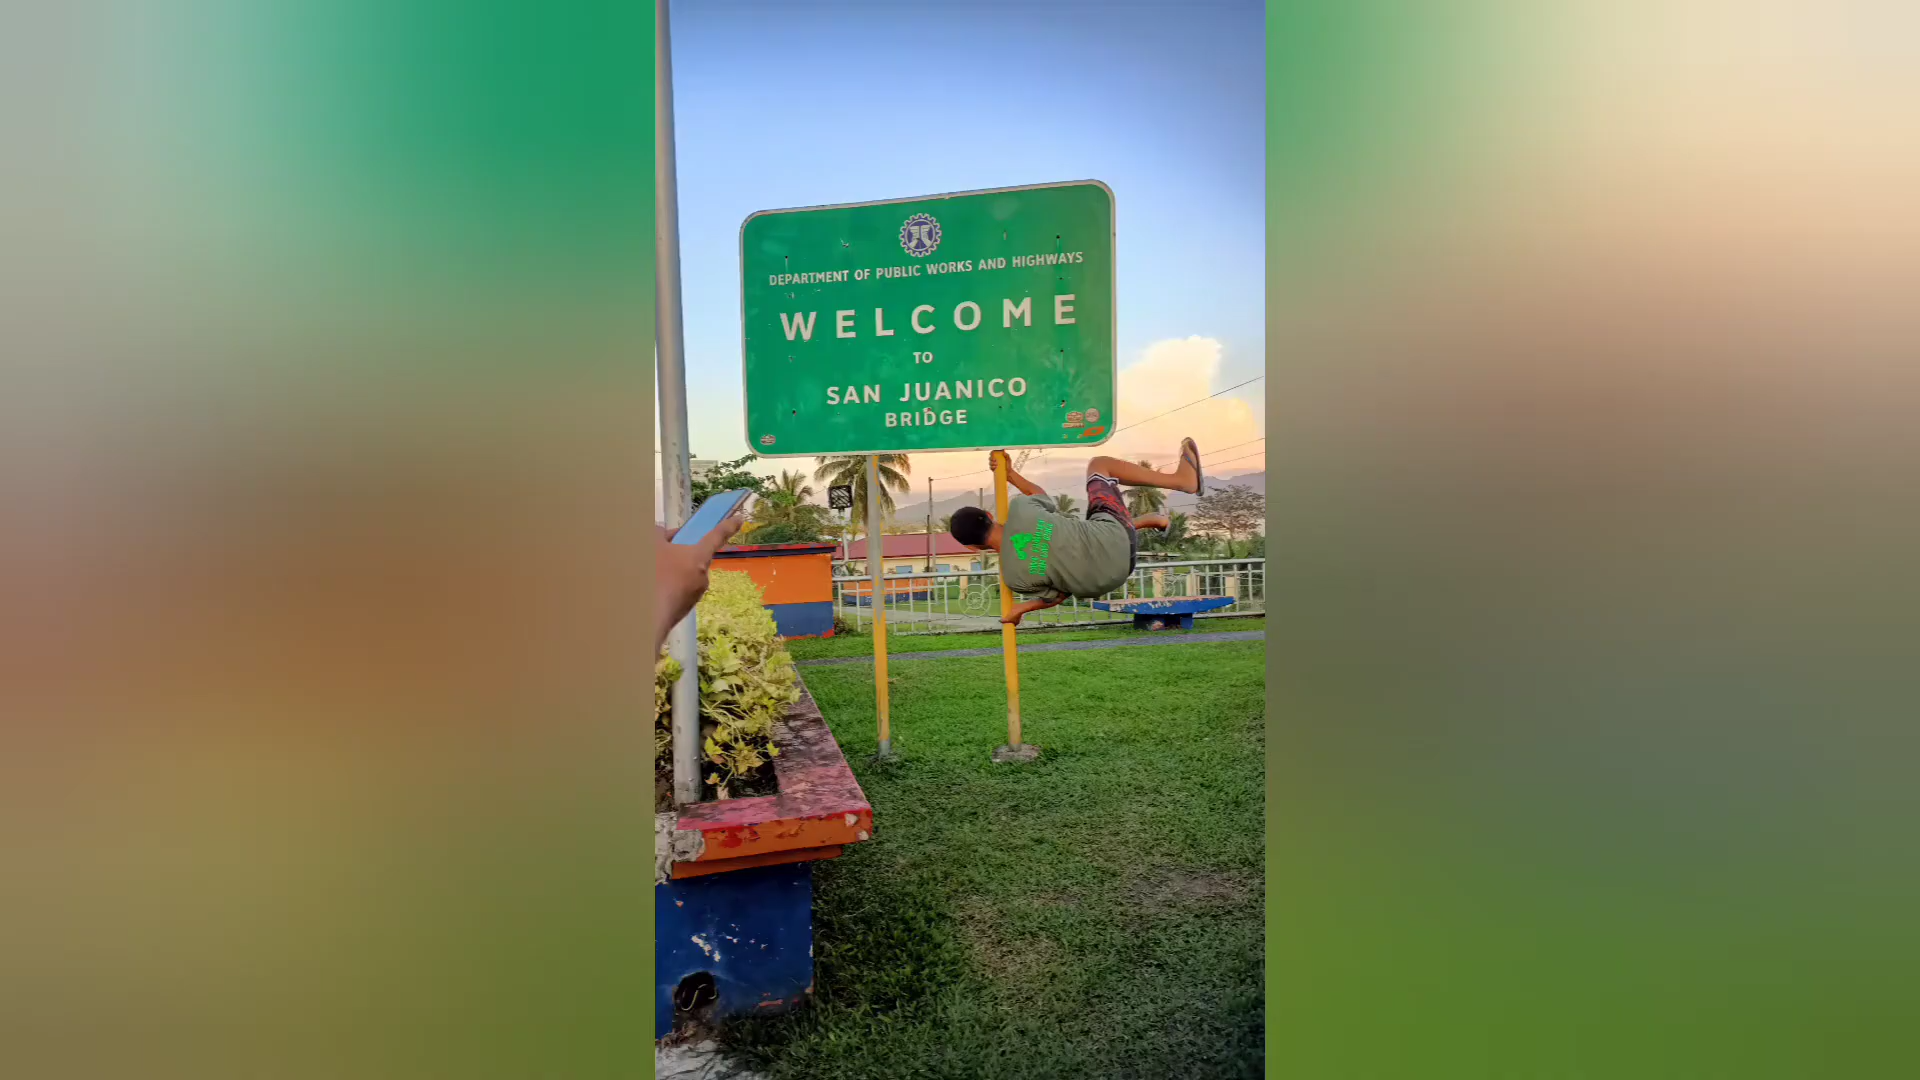 DEPARTMENT OF PUBLIC WORKS AND HIGHWAYS
WELCOME
TO
SAN JUANICO
BRIDGE